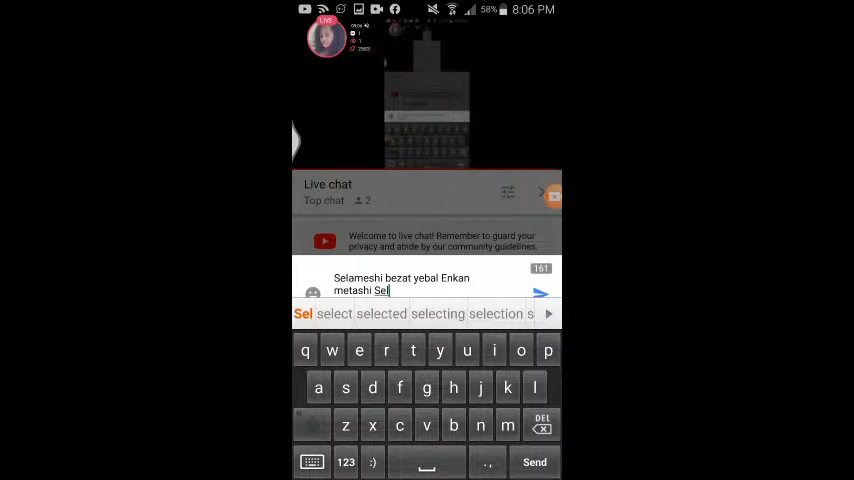 58% 8:06 PM
LIVE
1
1
Live chat
Top chat 2
Welcome to live chat! Remember to guard your
privacy and abide by our community guidelines.
161
Selameshi bezat yebal Enkan
metashi Sel
Sel select selected selecting selection s
q w e r t y u i o p
a s d f g h j k l
z x c v b n m DEL
123 :) ., Send